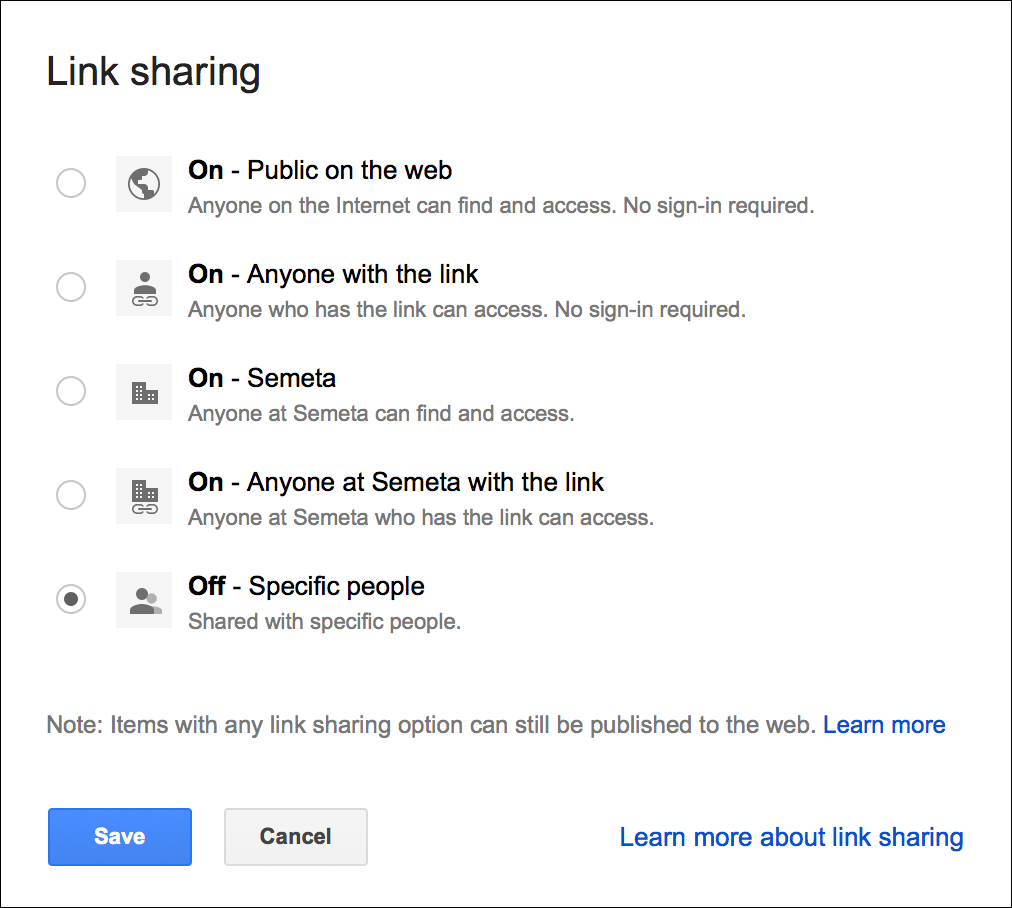 Link sharing
On - Public on the web
Anyone on the Internet can find and access. No sign-in required.
On - Anyone with the link
Anyone who has the link can access. No sign-in required.
On - Semeta
Anyone at Semeta can find and access.
On - Anyone at Semeta with the link
Anyone at Semeta who has the link can access.
Off - Specific people
Shared with specific people.
Note: Items with any link sharing option can still be published to the web. Learn more
Save Cancel Learn more about link sharing